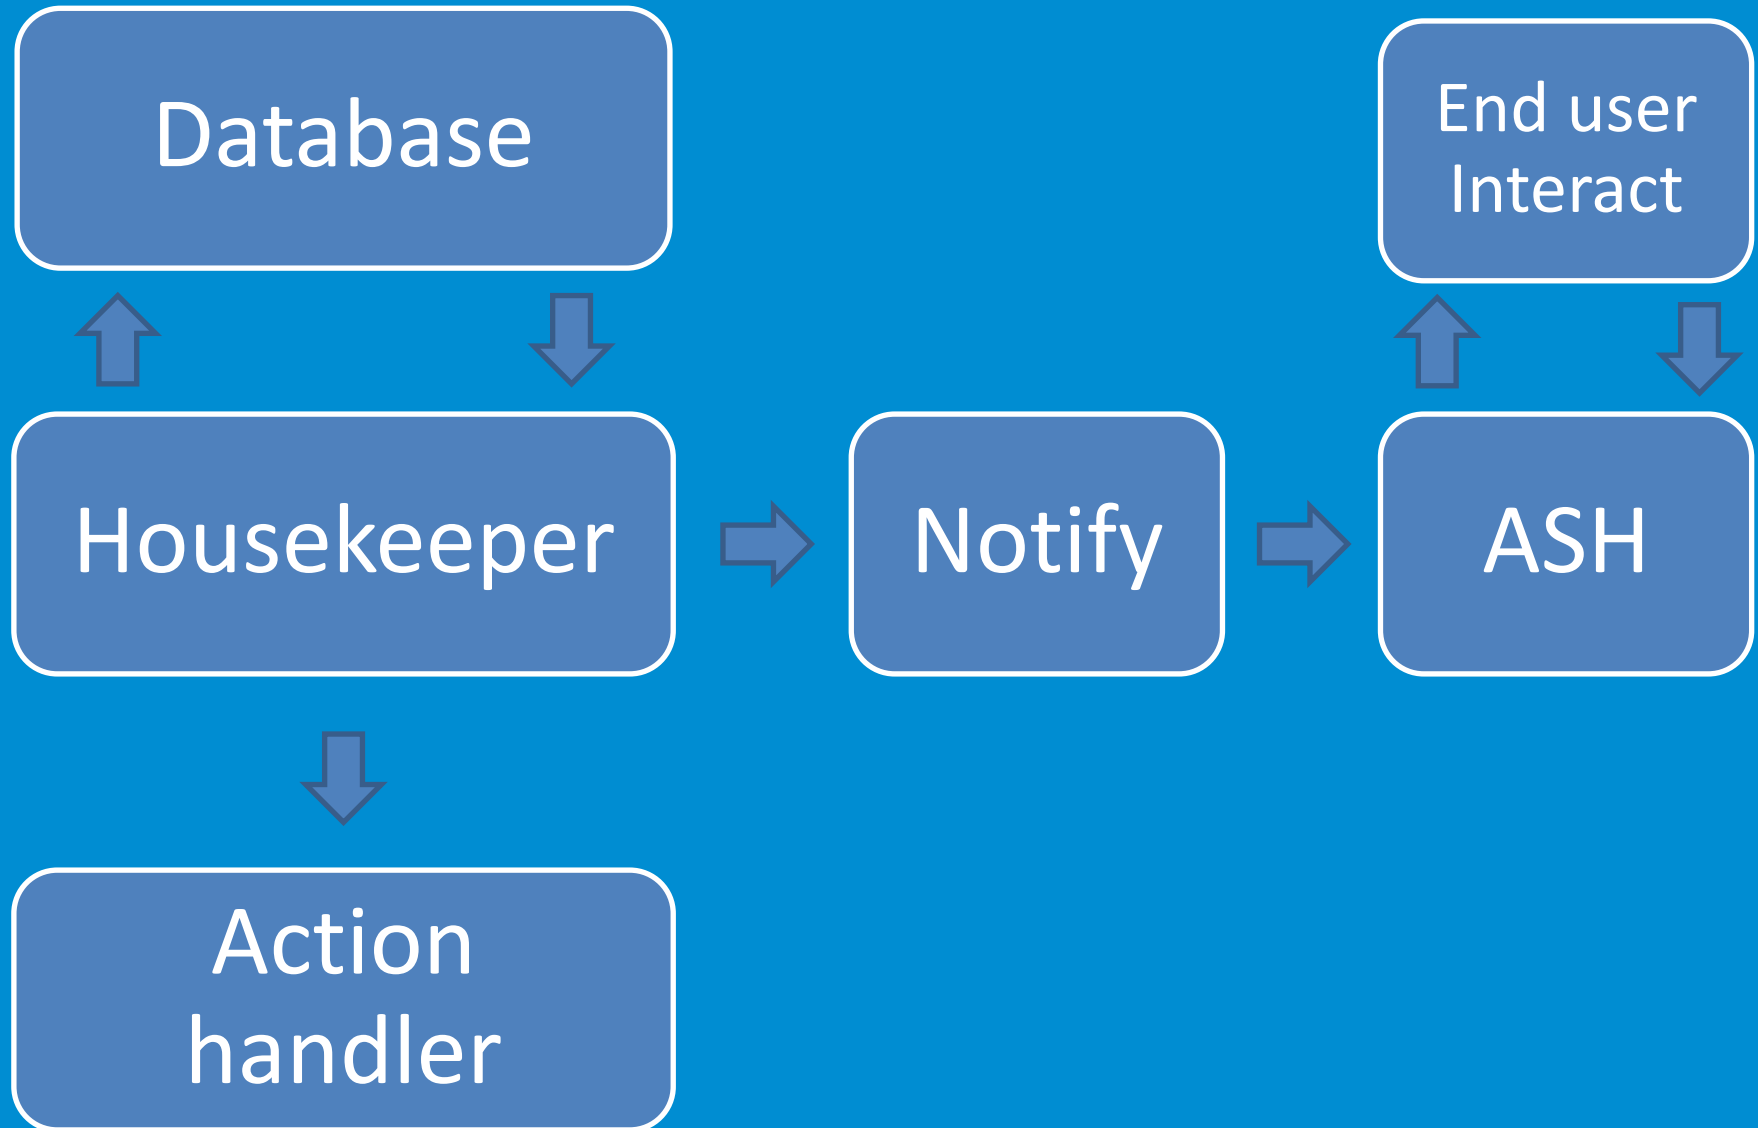 Database
End user
Interact
Housekeeper
Notify
ASH
Action
handler